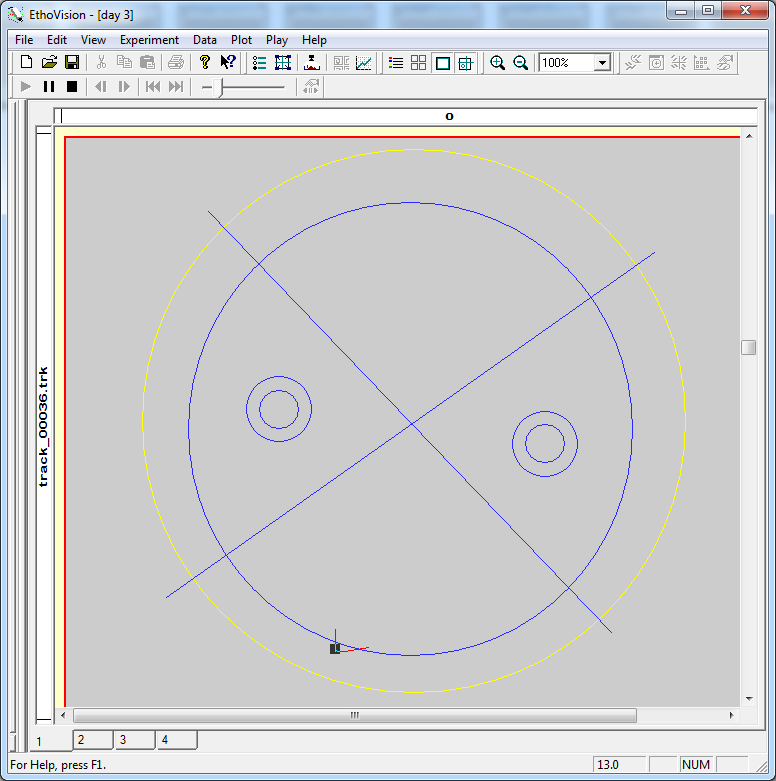 EthoVision - [day 3]
File Edit View Experiment Data Plot Play Help
100%
o
track_00036.trk
1 2 3 4
For Help, press F1.
13.0
NUM